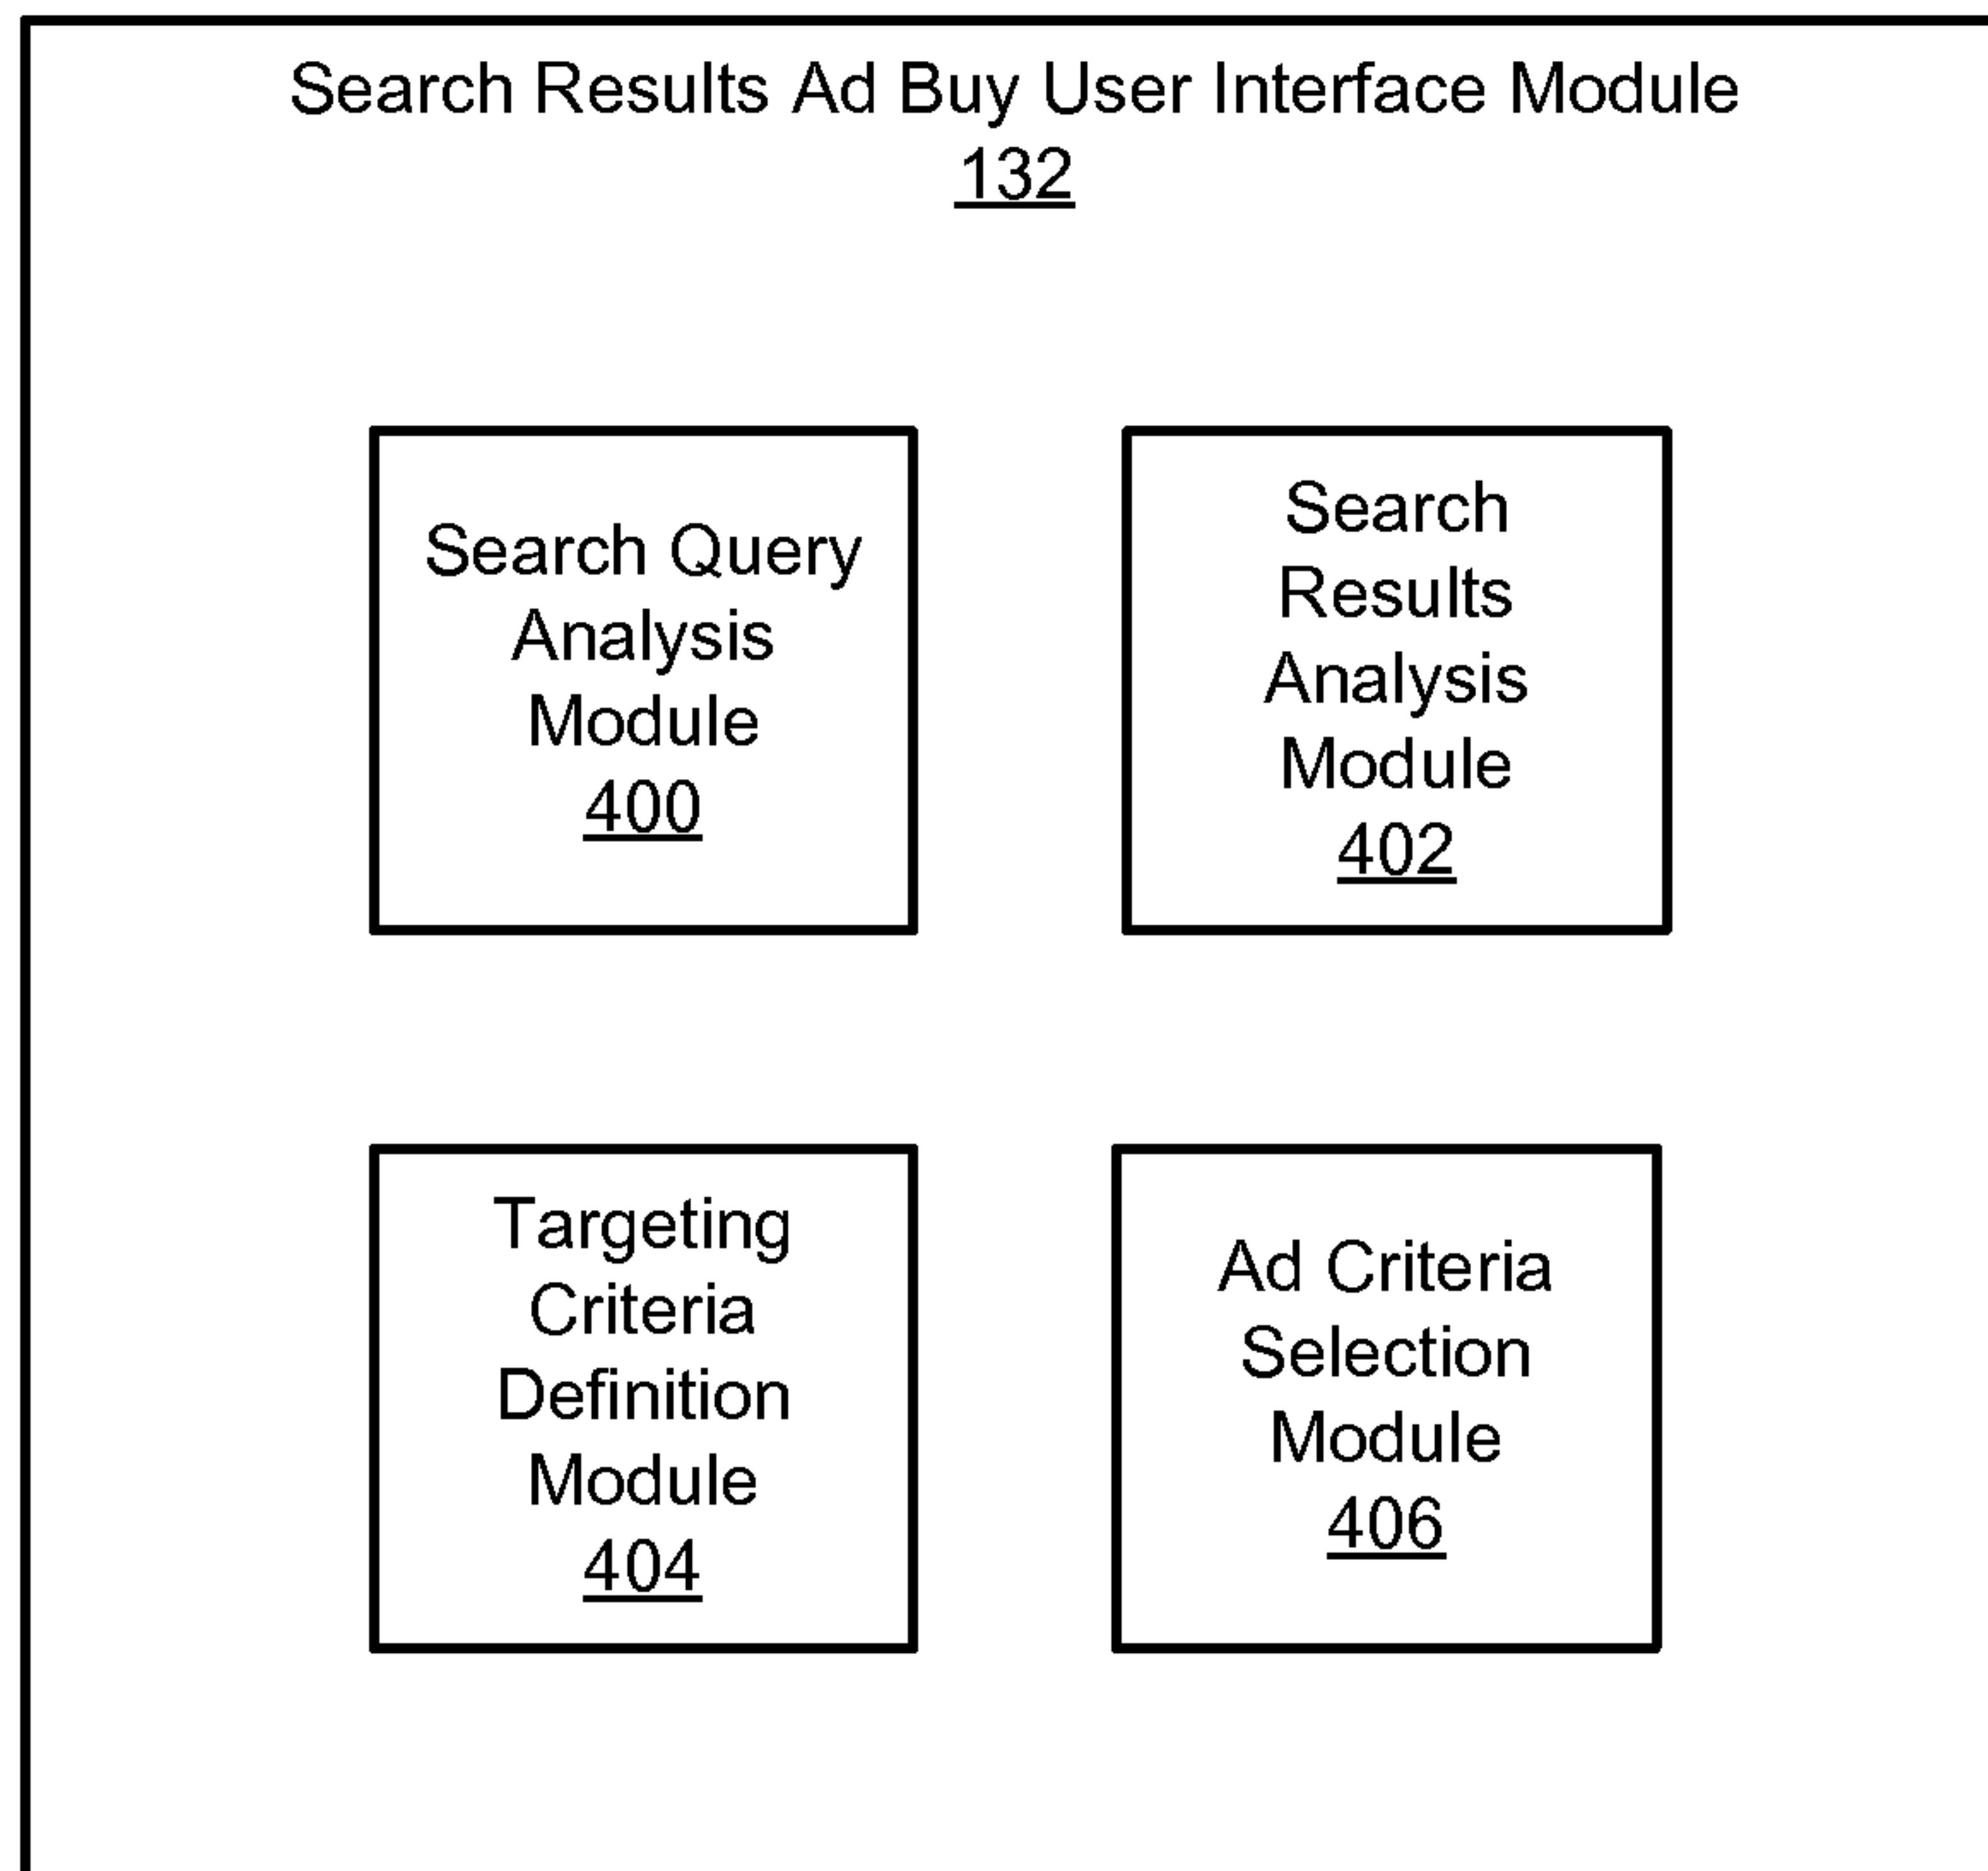 Search Results Ad Buy User Interface Module
132
Search Query
Analysis
Module
400
Search
Results
Analysis
Module
402
Targeting
Criteria
Definition
Module
404
Ad Criteria
Selection
Module
406